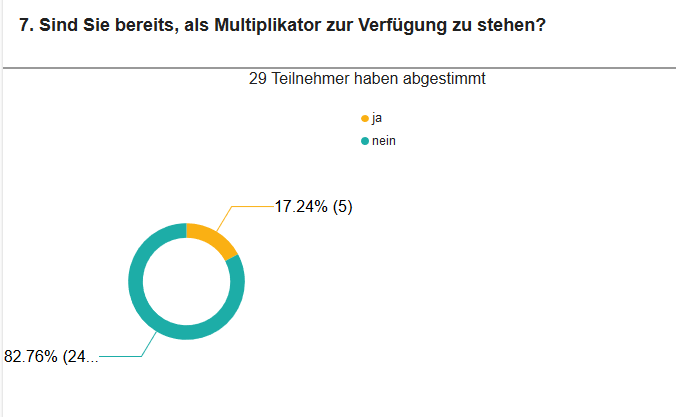 7. Sind Sie bereits, als Multiplikator zur Verfügung zu stehen?
29 Teilnehmer haben abgestimmt
ja
nein
17.24% (5)
82.76% (24...